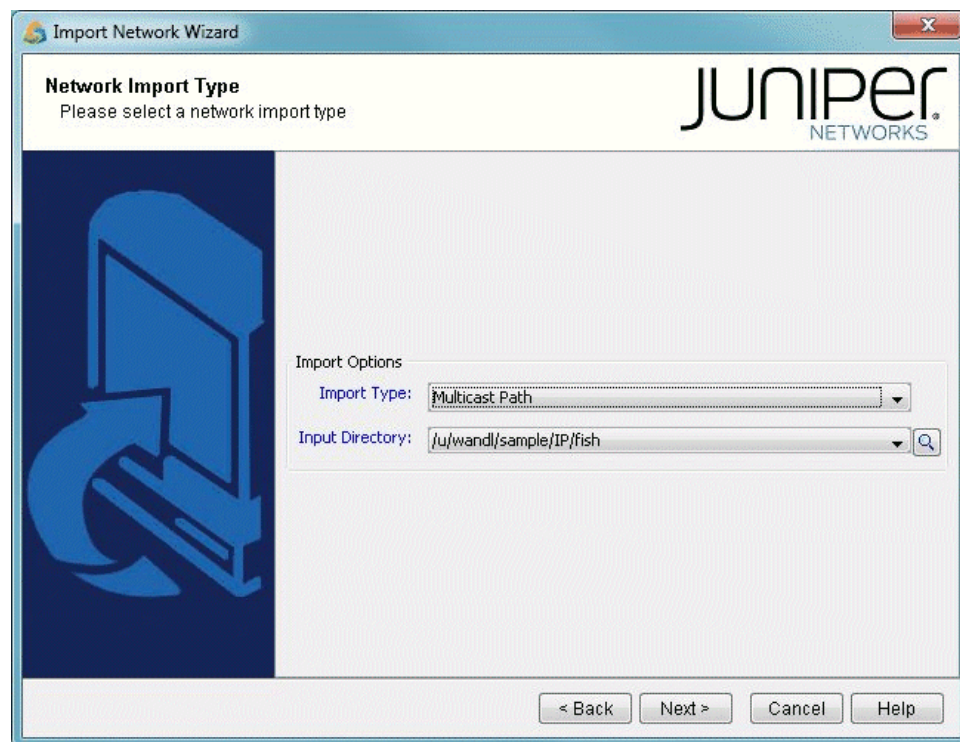 Import Network Wizard
Network Import Type
Please select a network import type
JUNIPER
NETWORKS
Import Options
Import Type:
Multicast Path
Input Directory:
/u/wandl/sample/IP/fish
< Back
Next >
Cancel
Help